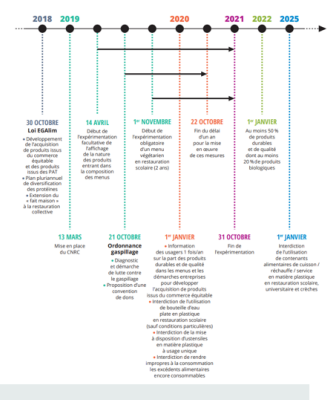 2018 2019 2020 2021 2022 2025
30 OCTOBRE
Loi EGAlim
• Développement
de l'acquisition
de produits issus
du commerce
équitable
et des produits
issus des PAT
• Plan pluriannuel
de diversification
des protéines
• Extension du
« fait maison »
à la restauration
collective
14 AVRIL
Début de
l'expérimentation
facultative de
l'affichage
de la nature
des produits
entrant dans la
composition
des menus
1er NOVEMBRE
Début de
l'expérimentation
obligatoire
d'un menu
végétarien
en restauration
scolaire (2 ans)
22 OCTOBRE
Fin du délai
d'un an
pour la mise
en œuvre
de ces mesures
1er JANVIER
Au moins 50 %
de produits
durables
et de qualité
dont au moins
20 % de produits
biologiques
13 MARS
Mise en place
du CNRC
21 OCTOBRE
Ordonnance
gaspillage
• Diagnostic
et démarche
de lutte contre
le gaspillage
• Proposition d'une
convention
de dons
1er JANVIER
• Information
des usagers 1 fois/an
sur la part des produits
durables et de qualité
dans les menus et les
démarches entreprises
pour développer
l'acquisition de produits
issus du commerce équitable
• Interdiction de l'utilisation
de bouteille d'eau
plate en plastique
en restauration scolaire
(sauf conditions particulières)
• Interdiction de la mise
à disposition d'ustensiles
en matière plastique
à usage unique
• Interdiction de rendre
impropres à la consommation
les excédents alimentaires
encore consommables
31 OCTOBRE
Fin de
l'expérimentation
1er JANVIER
Interdiction
de l'utilisation
de contenants
alimentaires de cuisson /
réchauffe / service
en matière plastique
en restauration scolaire,
universitaire et crèches